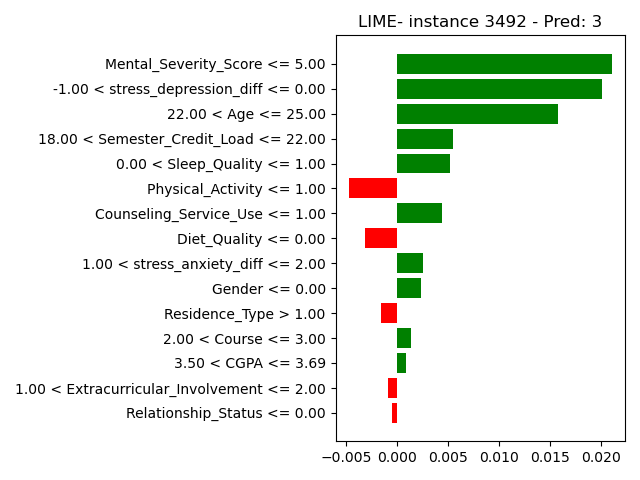 LIME- instance 3492 - Pred: 3
Mental_Severity_Score <= 5.00
-1.00 < stress_depression_diff <= 0.00
22.00 < Age <= 25.00
18.00 < Semester_Credit_Load <= 22.00
0.00 < Sleep_Quality <= 1.00
Physical_Activity <= 1.00
Counseling_Service_Use <= 1.00
Diet_Quality <= 0.00
1.00 < stress_anxiety_diff <= 2.00
Gender <= 0.00
Residence_Type > 1.00
2.00 < Course <= 3.00
3.50 < CGPA <= 3.69
1.00 < Extracurricular_Involvement <= 2.00
Relationship_Status <= 0.00
−0.005 0.000 0.005 0.010 0.015 0.020